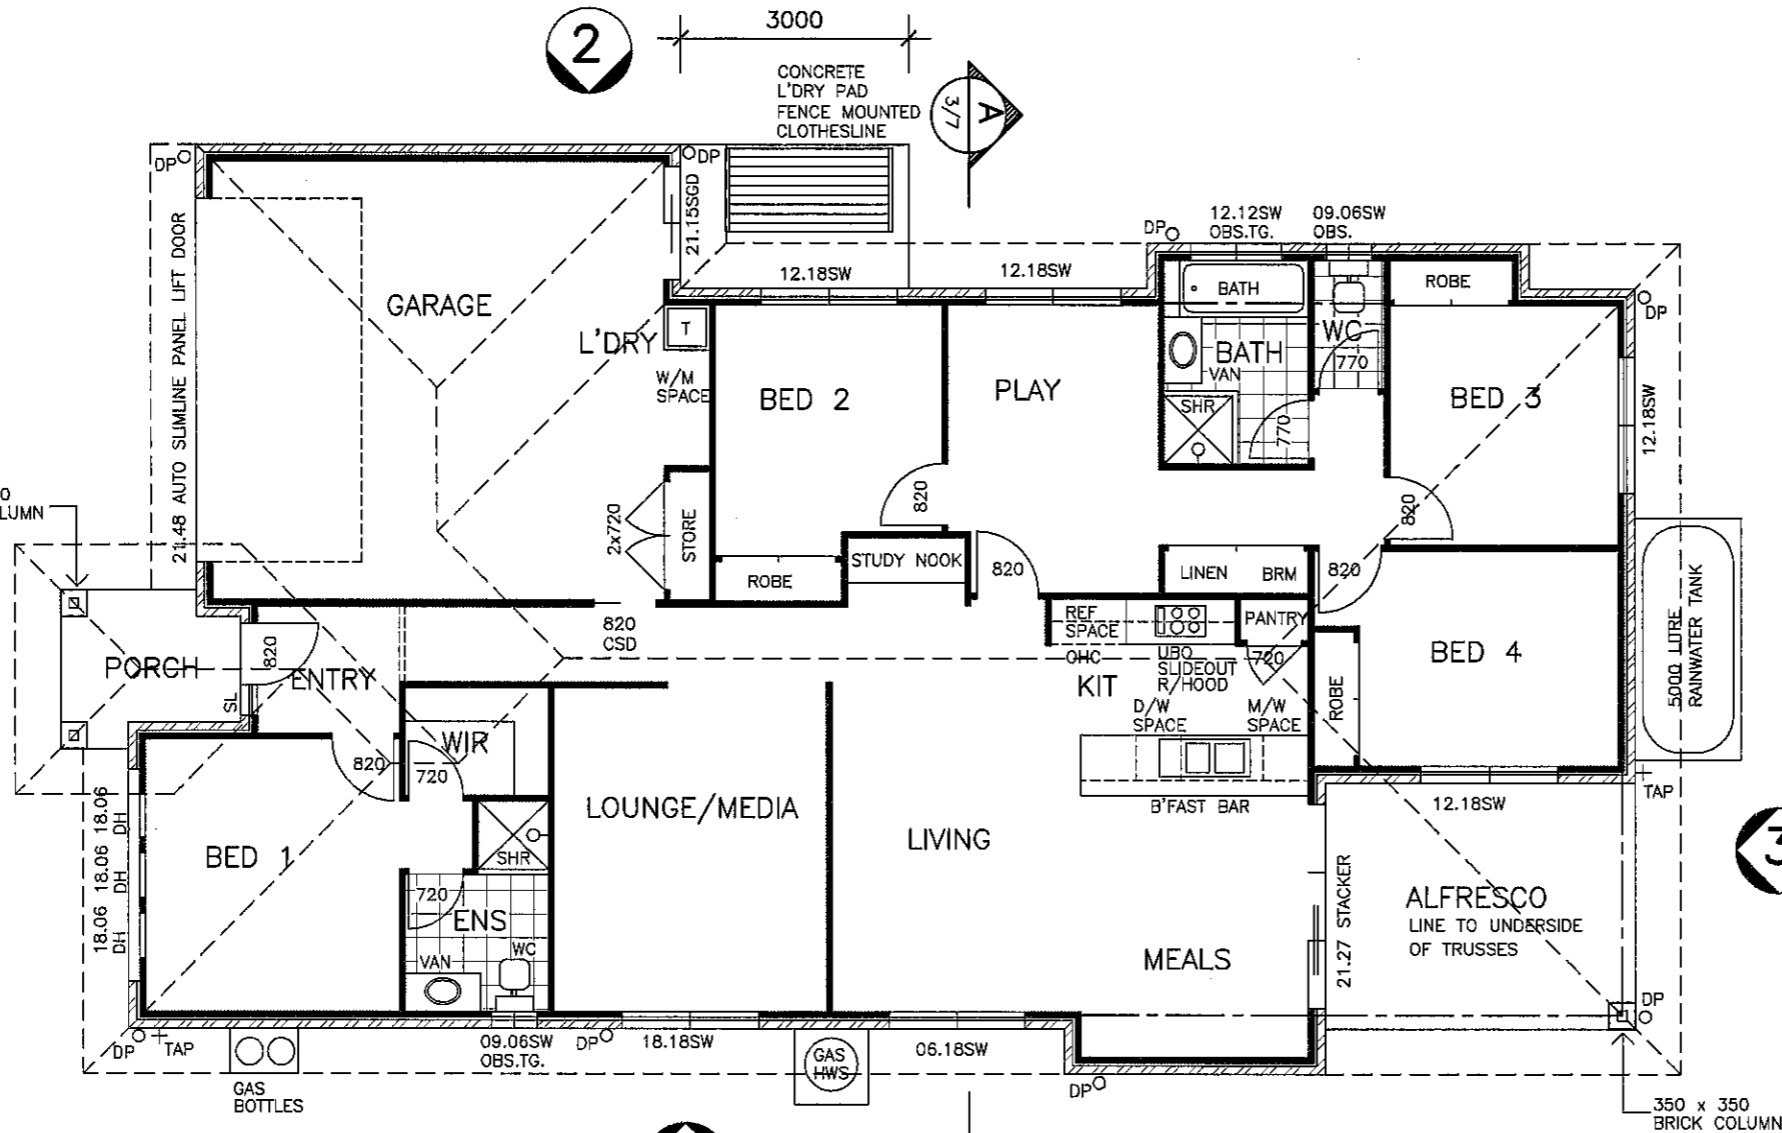 2
3000
CONCRETE
L'DRY PAD
FENCE MOUNTED
CLOTHESLINE
A
3/7
DP
DP
21.15SGD
DP
12.12SW
OBS.TG.
09.06SW
OBS.
21.48 AUTO SLIMLINE PANEL LIFT DOOR
GARAGE
12.18SW
12.18SW
BATH
ROBE
DP
L'DRY
T
W/M
SPACE
BED 2
PLAY
BATH
VAN
WC
770
BED 3
12.18SW
SHR
770
820
820
2x720
STORE
ROBE
STUDY NOOK
820
LINEN
BRM
820
0
LUMN
820
CSD
REF
SPACE
PANTRY
OHC
UBO
SLIDEOUT
R/HOOD
720
PORCH
820
SL
ENTRY
KIT
D/W
SPACE
M/W
SPACE
ROBE
BED 4
5000 LITRE
RAINWATER TANK
WIR
820
720
TAP
18.06
DH
18.06
DH
18.06
DH
BED 1
SHR
LOUNGE/MEDIA
LIVING
B'FAST BAR
12.18SW
3
720
ENS
VAN
WC
21.27 STACKER
ALFRESCO
LINE TO UNDERSIDE
OF TRUSSES
MEALS
DP
DP
TAP
09.06SW
OBS.TG.
DP
18.18SW
06.18SW
GAS
HWS
GAS
BOTTLES
DP
350 x 350
BRICK COLUMN